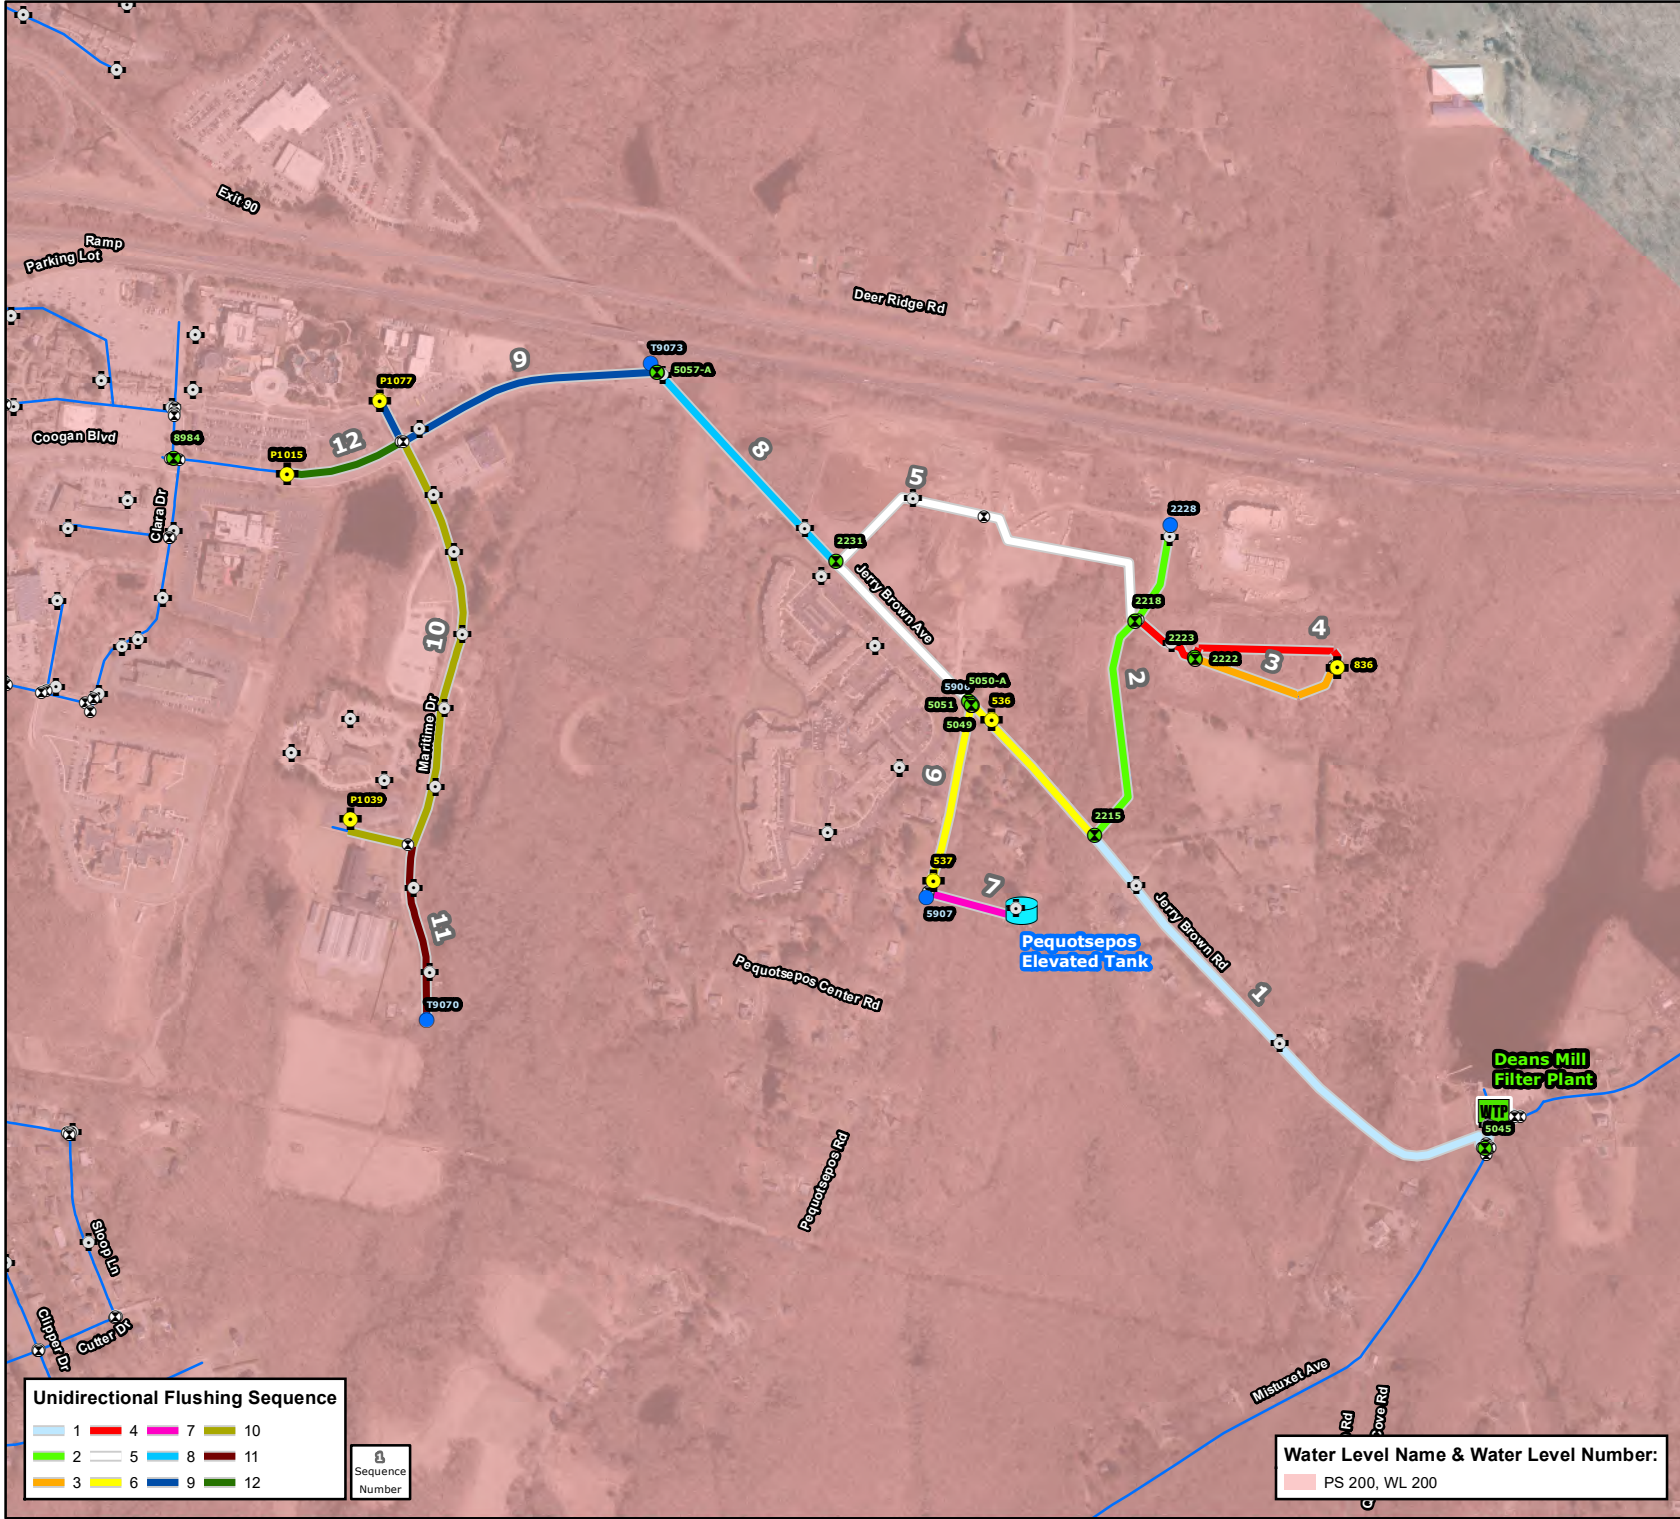 Exit 90
Ramp
Parking Lot
Deer Ridge Rd
T9073
5057-A
9
P1077
Coogan Blvd
8984
12
P1015
8
5
2228
Clara Dr
2231
Jerry Brown Ave
2218
4
2223
2222
3
836
10
2
5050-A
5051
536
5049
Maritime Dr
6
P1039
2215
537
7
5907
Jerry Brown Rd
11
Pequotsepos
Elevated Tank
Pequotsepos Center Rd
1
T9070
Deans Mill
Filter Plant
WTP
5045
Pequotsepos Rd
Sloop Ln
Clipper Dr
Cutter Dr
Mistuxet Ave
Rd
Unidirectional Flushing Sequence
1 4 7 10
2 5 8 11
3 6 9 12
1
Sequence
Number
Water Level Name & Water Level Number:
PS 200, WL 200